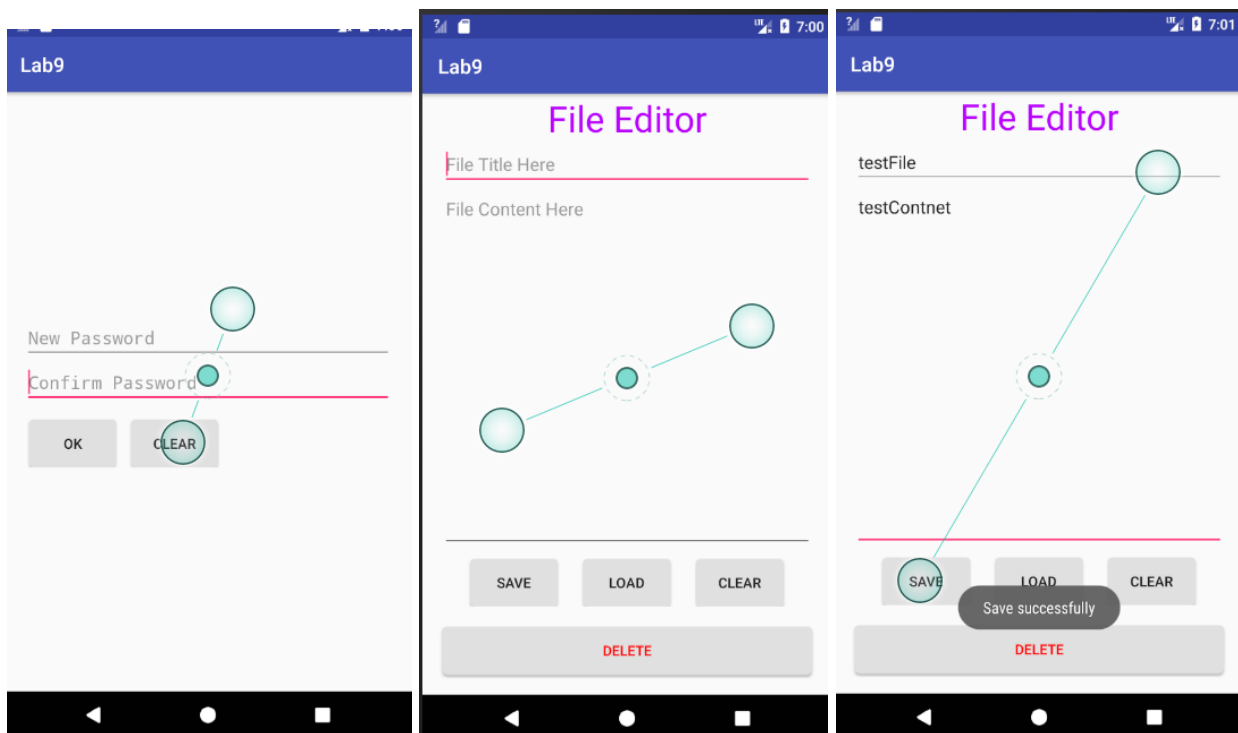 Lab9
New Password
Confirm Password
OK CLEAR
7:00
Lab9
File Editor
File Title Here
File Content Here
SAVE LOAD CLEAR
DELETE
LTE 7:01
Lab9
File Editor
testFile
testContnet
SAVE LOAD CLEAR
Save successfully
DELETE